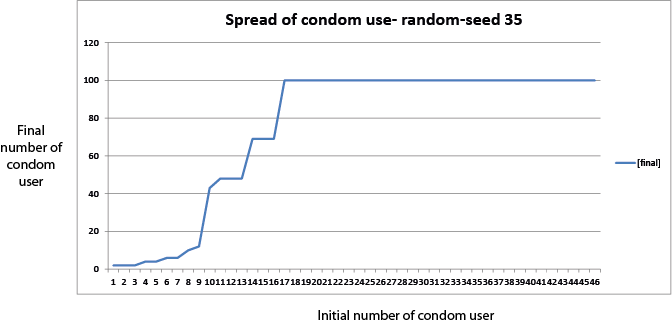 Spread of condom use- random-seed 35
120
100
80
60
40
20
0
Final
number of
condom
user
[final]
1 2 3 4 5 6 7 8 9 10 11 12 13 14 15 16 17 18 19 20 21 22 23 24 25 26 27 28 29 30 31 32 33 34 35 36 37 38 39 40 41 42 43 44 45 46
Initial number of condom user